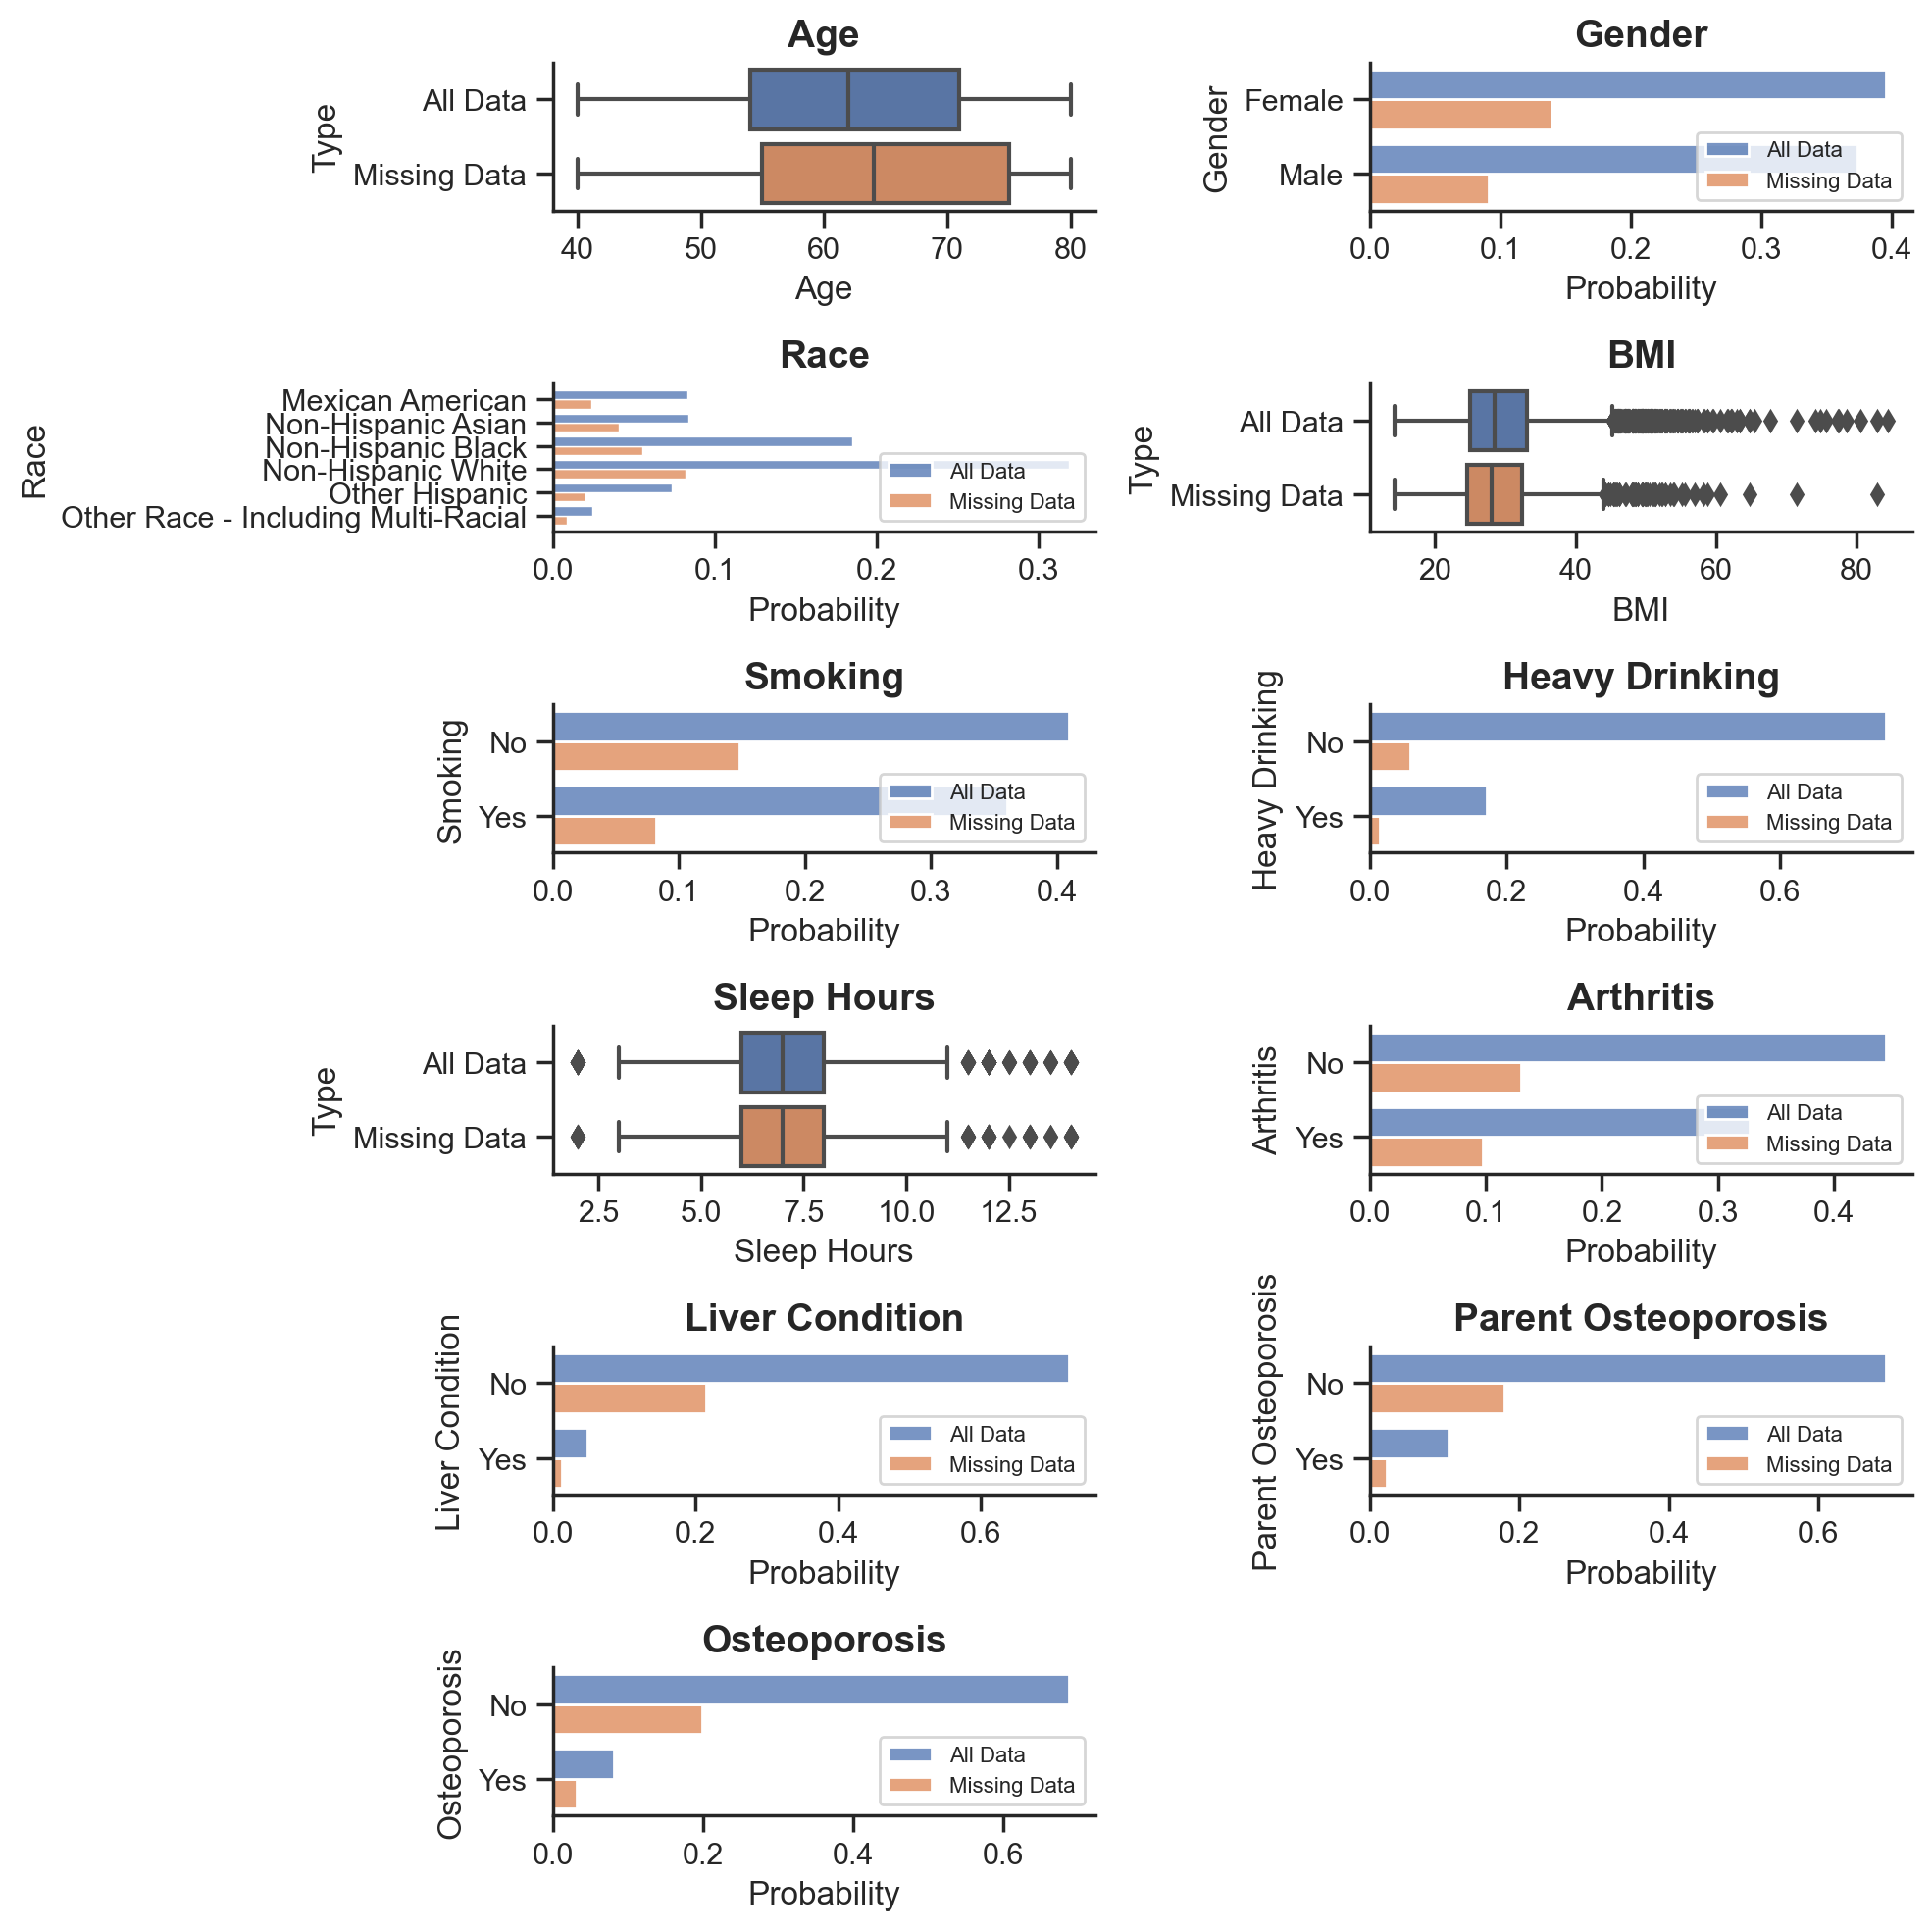 Age
Type
All Data
Missing Data
40 50 60 70 80
Age
Gender
Gender
Female
Male
All Data
Missing Data
0.0 0.1 0.2 0.3 0.4
Probability
Race
Race
Mexican American
Non-Hispanic Asian
Non-Hispanic Black
Non-Hispanic White
Other Hispanic
Other Race - Including Multi-Racial
All Data
Missing Data
0.0 0.1 0.2 0.3
Probability
BMI
Type
All Data
Missing Data
20 40 60 80
BMI
Smoking
Smoking
No
Yes
All Data
Missing Data
0.0 0.1 0.2 0.3 0.4
Probability
Heavy Drinking
Heavy Drinking
No
Yes
All Data
Missing Data
0.0 0.2 0.4 0.6
Probability
Sleep Hours
Type
All Data
Missing Data
2.5 5.0 7.5 10.0 12.5
Sleep Hours
Arthritis
Arthritis
No
Yes
All Data
Missing Data
0.0 0.1 0.2 0.3 0.4
Probability
Liver Condition
Liver Condition
No
Yes
All Data
Missing Data
0.0 0.2 0.4 0.6
Probability
Parent Osteoporosis
Parent Osteoporosis
No
Yes
All Data
Missing Data
0.0 0.2 0.4 0.6
Probability
Osteoporosis
Osteoporosis
No
Yes
All Data
Missing Data
0.0 0.2 0.4 0.6
Probability